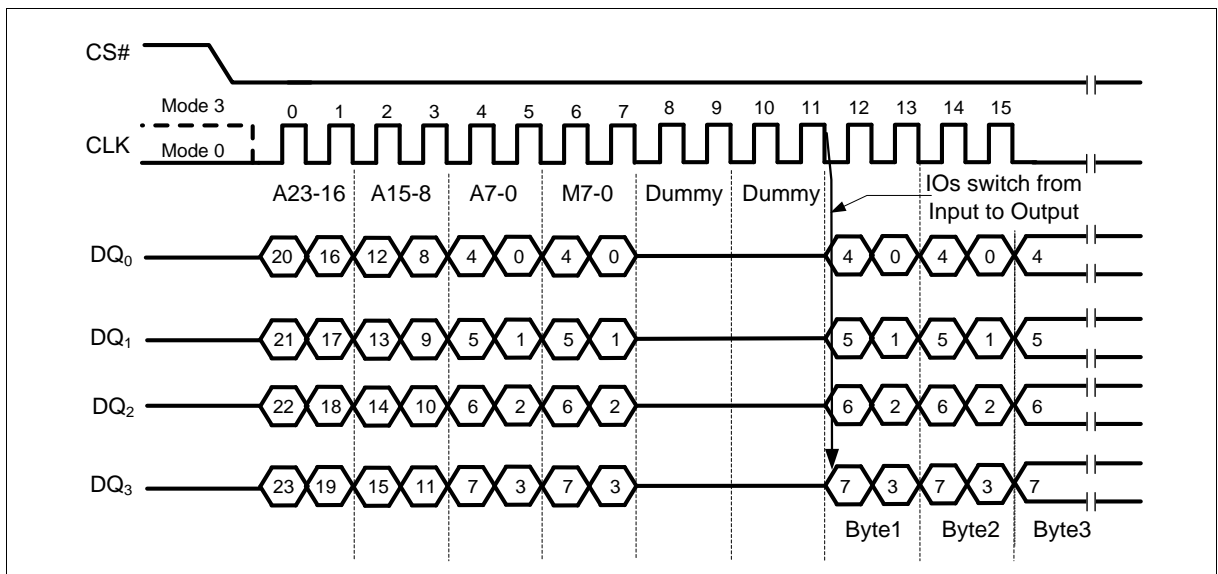 CS#
Mode 3
0 1 2 3 4 5 6 7 8 9 10 11 12 13 14 15
CLK
Mode 0
A23-16 A15-8 A7-0 M7-0 Dummy Dummy
IOs switch from
Input to Output
DQ0 20 16 12 8 4 0 4 0 4 0 4 0 4
DQ1 21 17 13 9 5 1 5 1 5 1 5 1 5
DQ2 22 18 14 10 6 2 6 2 6 2 6 2 6
DQ3 23 19 15 11 7 3 7 3 7 3 7 3 7
Byte1 Byte2 Byte3